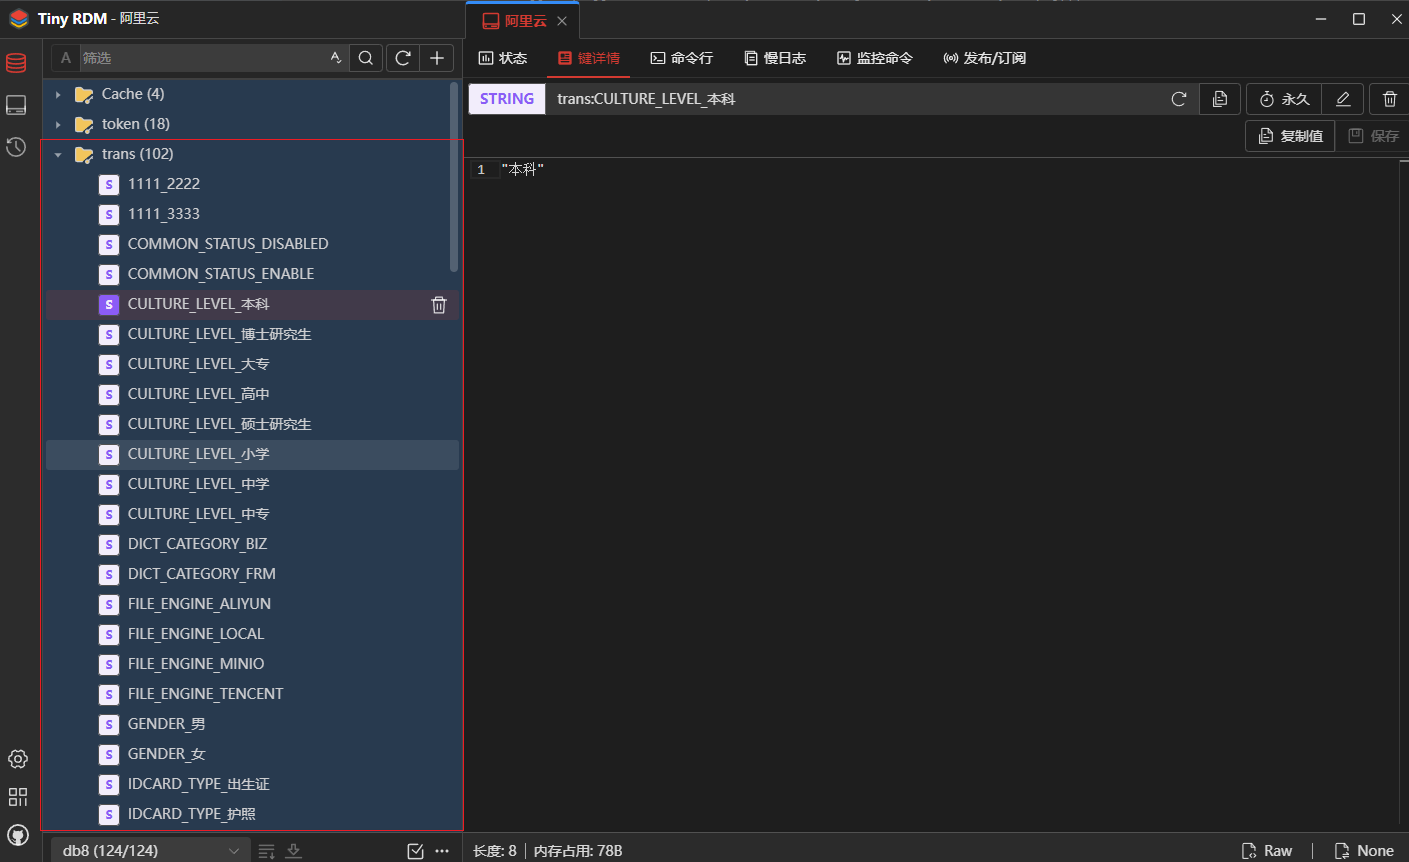 Tiny RDM - 阿里云
阿里云
A 筛选
状态 键详情 命令行 慢日志 监控命令 发布/订阅
STRING trans:CULTURE_LEVEL_本科 永久
复制值 保存
1 "本科"
Cache (4)
token (18)
trans (102)
S 1111_2222
S 1111_3333
S COMMON_STATUS_DISABLED
S COMMON_STATUS_ENABLE
S CULTURE_LEVEL_本科
S CULTURE_LEVEL_博士研究生
S CULTURE_LEVEL_大专
S CULTURE_LEVEL_高中
S CULTURE_LEVEL_硕士研究生
S CULTURE_LEVEL_小学
S CULTURE_LEVEL_中学
S CULTURE_LEVEL_中专
S DICT_CATEGORY_BIZ
S DICT_CATEGORY_FRM
S FILE_ENGINE_ALIYUN
S FILE_ENGINE_LOCAL
S FILE_ENGINE_MINIO
S FILE_ENGINE_TENCENT
S GENDER_男
S GENDER_女
S IDCARD_TYPE_出生证
S IDCARD_TYPE_护照
db8 (124/124)
长度: 8 | 内存占用: 78B
Raw | None